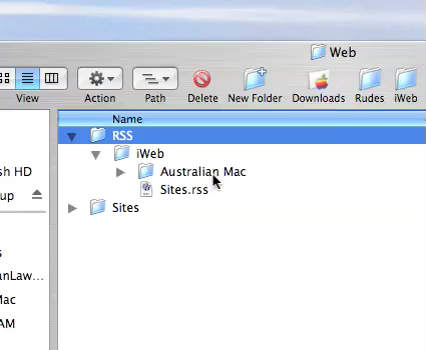 Web
View
Action
Path
Delete
New Folder
Downloads
Rudes
iWeb
Name
RSS
iWeb
sh HD
Australian Mac
up
Sites.rss
Sites
s
anLaw...
Mac
AM